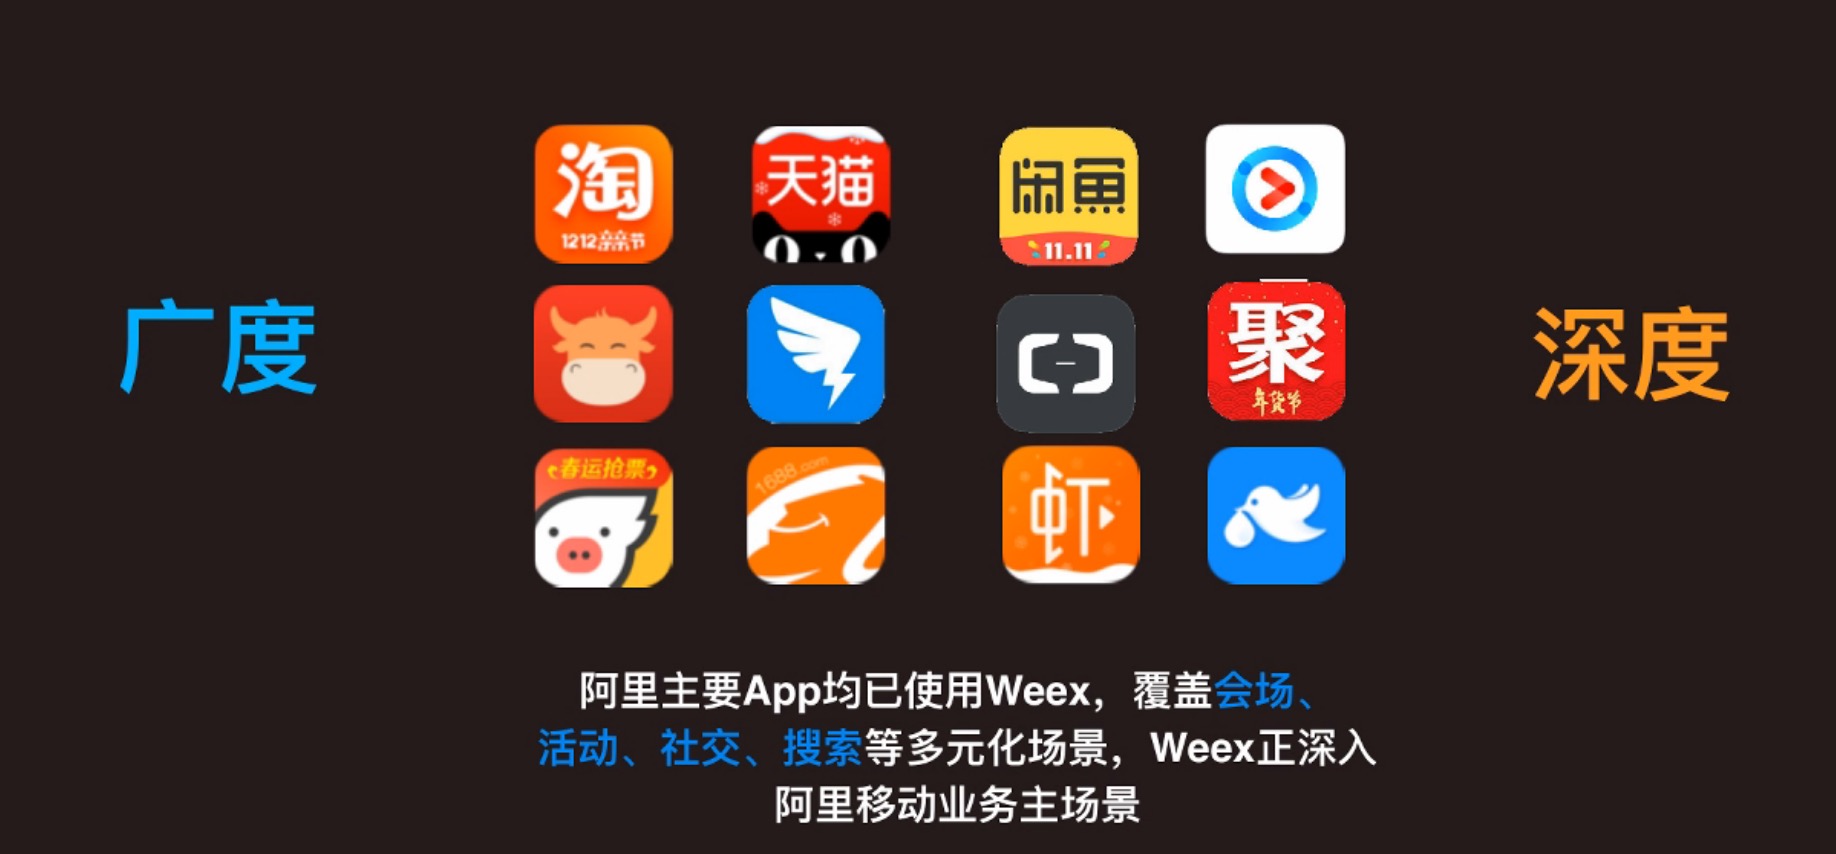 淘
1212亲亲节
天猫
闲鱼
11.11
广度
聚
年货节
深度
春运抢票
1688.com
虾
阿里主要App均已使用Weex，覆盖会场、
活动、社交、搜索等多元化场景，Weex正深入
阿里移动业务主场景